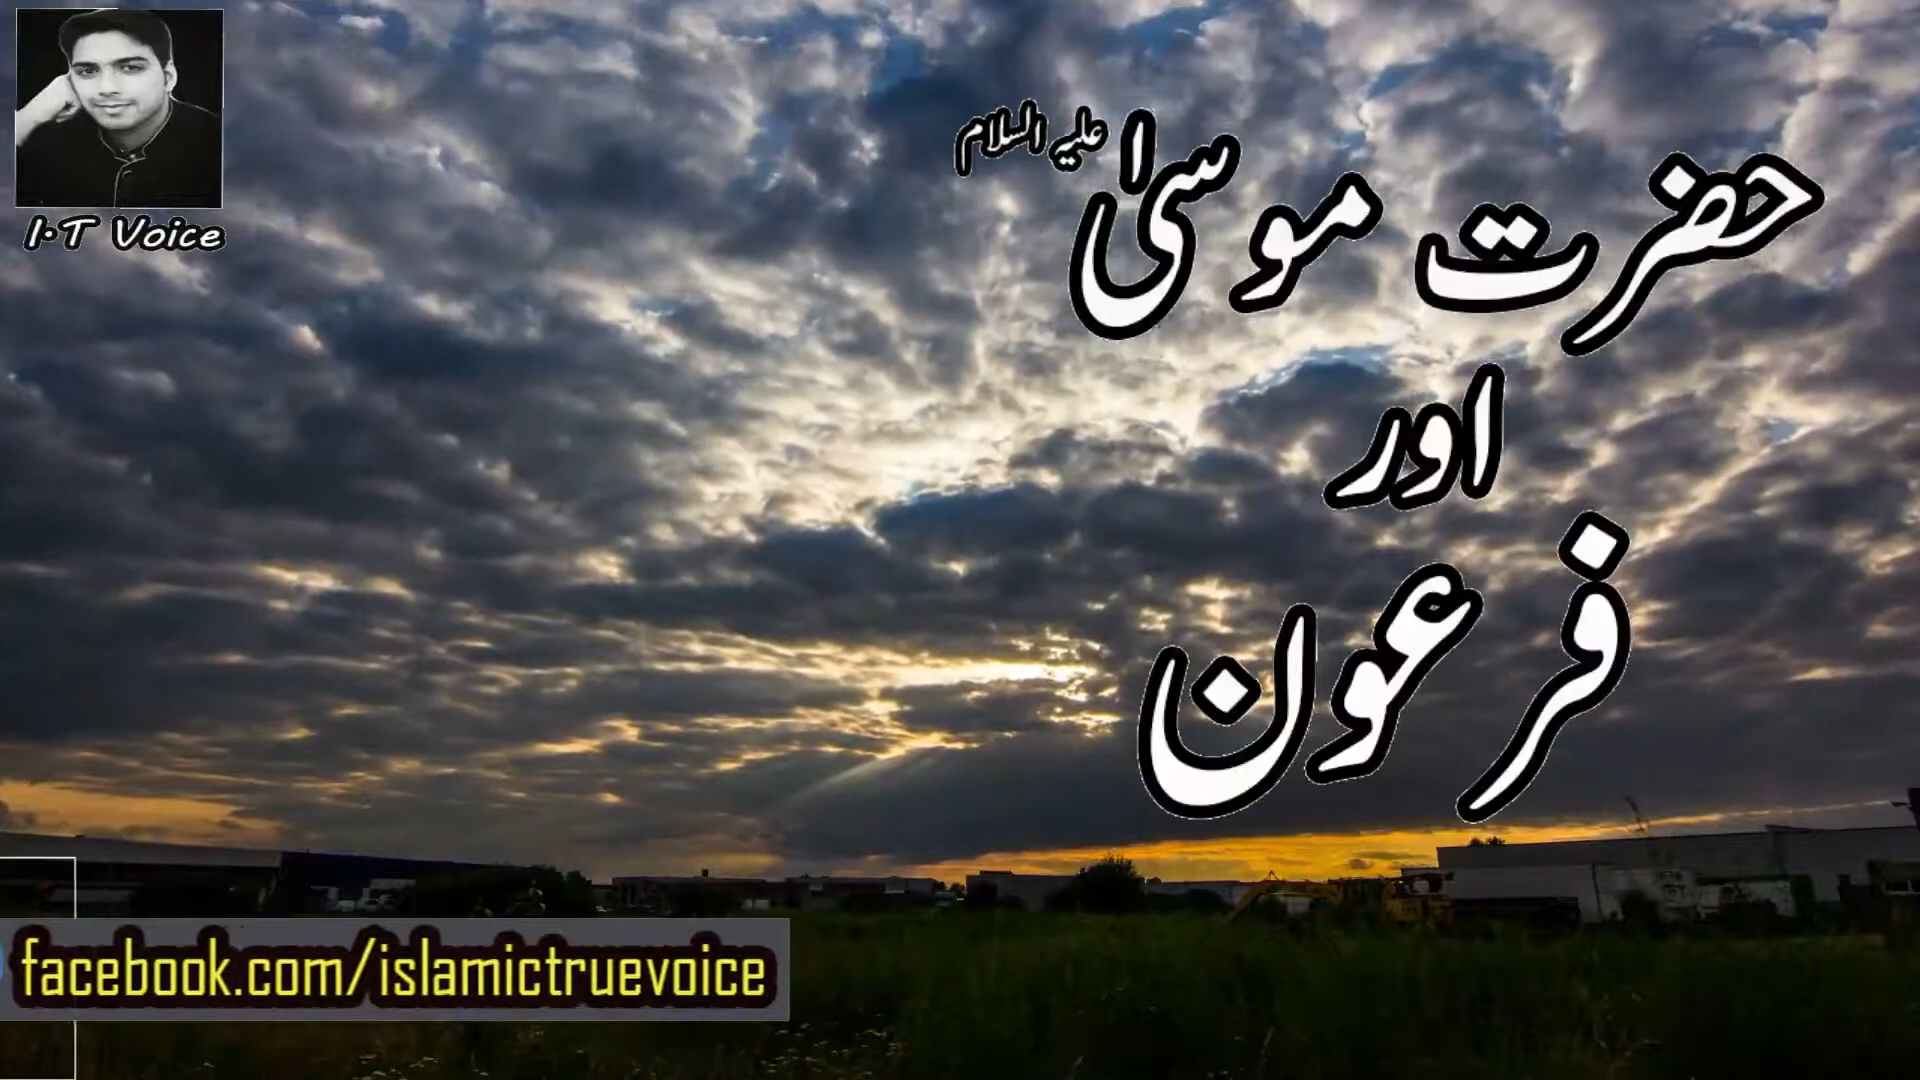 I.T Voice
حضرت موسیٰ علیہ السلام
اور
فرعون
facebook.com/islamictruevoice